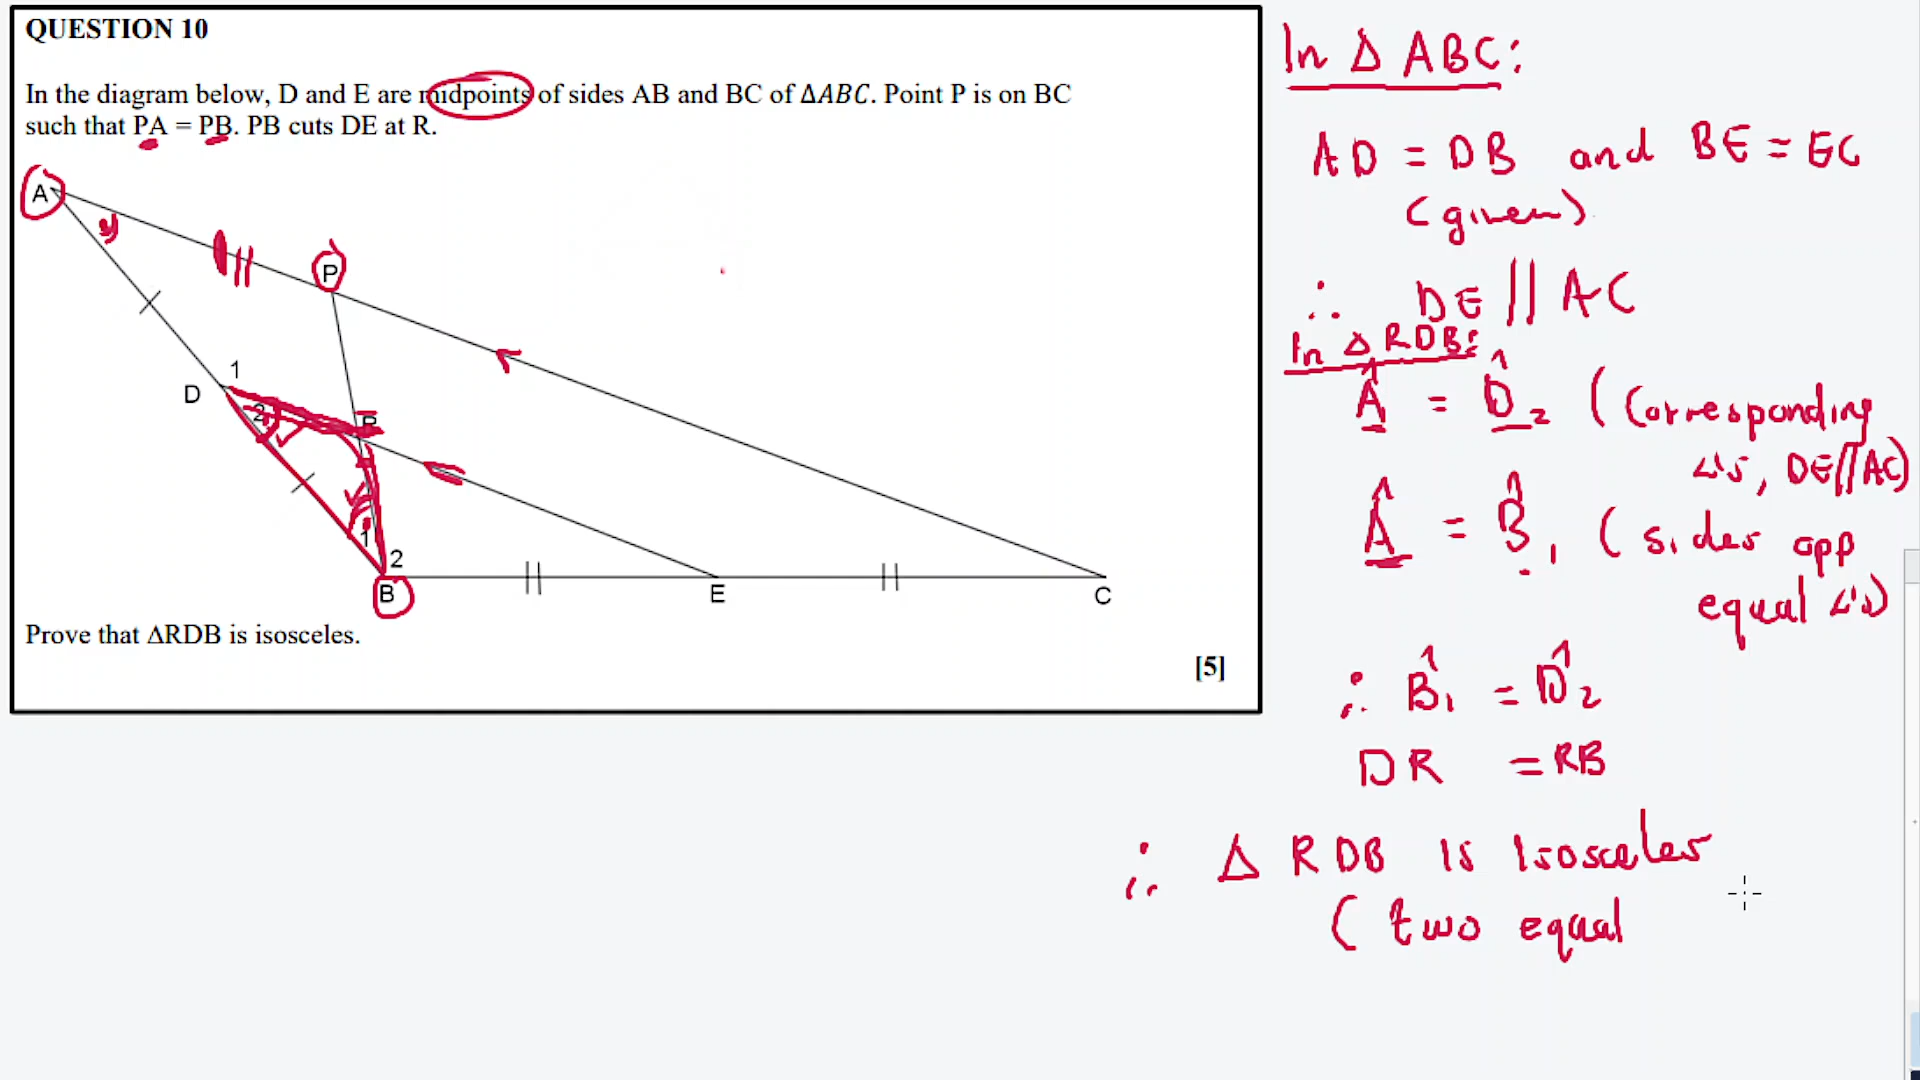 QUESTION 10
In the diagram below, D and E are midpoints of sides AB and BC of ΔABC. Point P is on BC
such that PA = PB. PB cuts DE at R.
A
P
1
D
2
R
1
2
B
E
C
Prove that ΔRDB is isosceles.
[5]
In Δ ABC:
AD = DB and BE = EC
(given)
∴ DE || AC
In Δ RDB:
Â = D̂₂ (Corresponding
∠'s, DE//AC)
Â = B̂₁ (sides opp
equal ∠'s)
∴ B̂₁ = D̂₂
DR = RB
∴ Δ RDB is Isosceles
(two equal